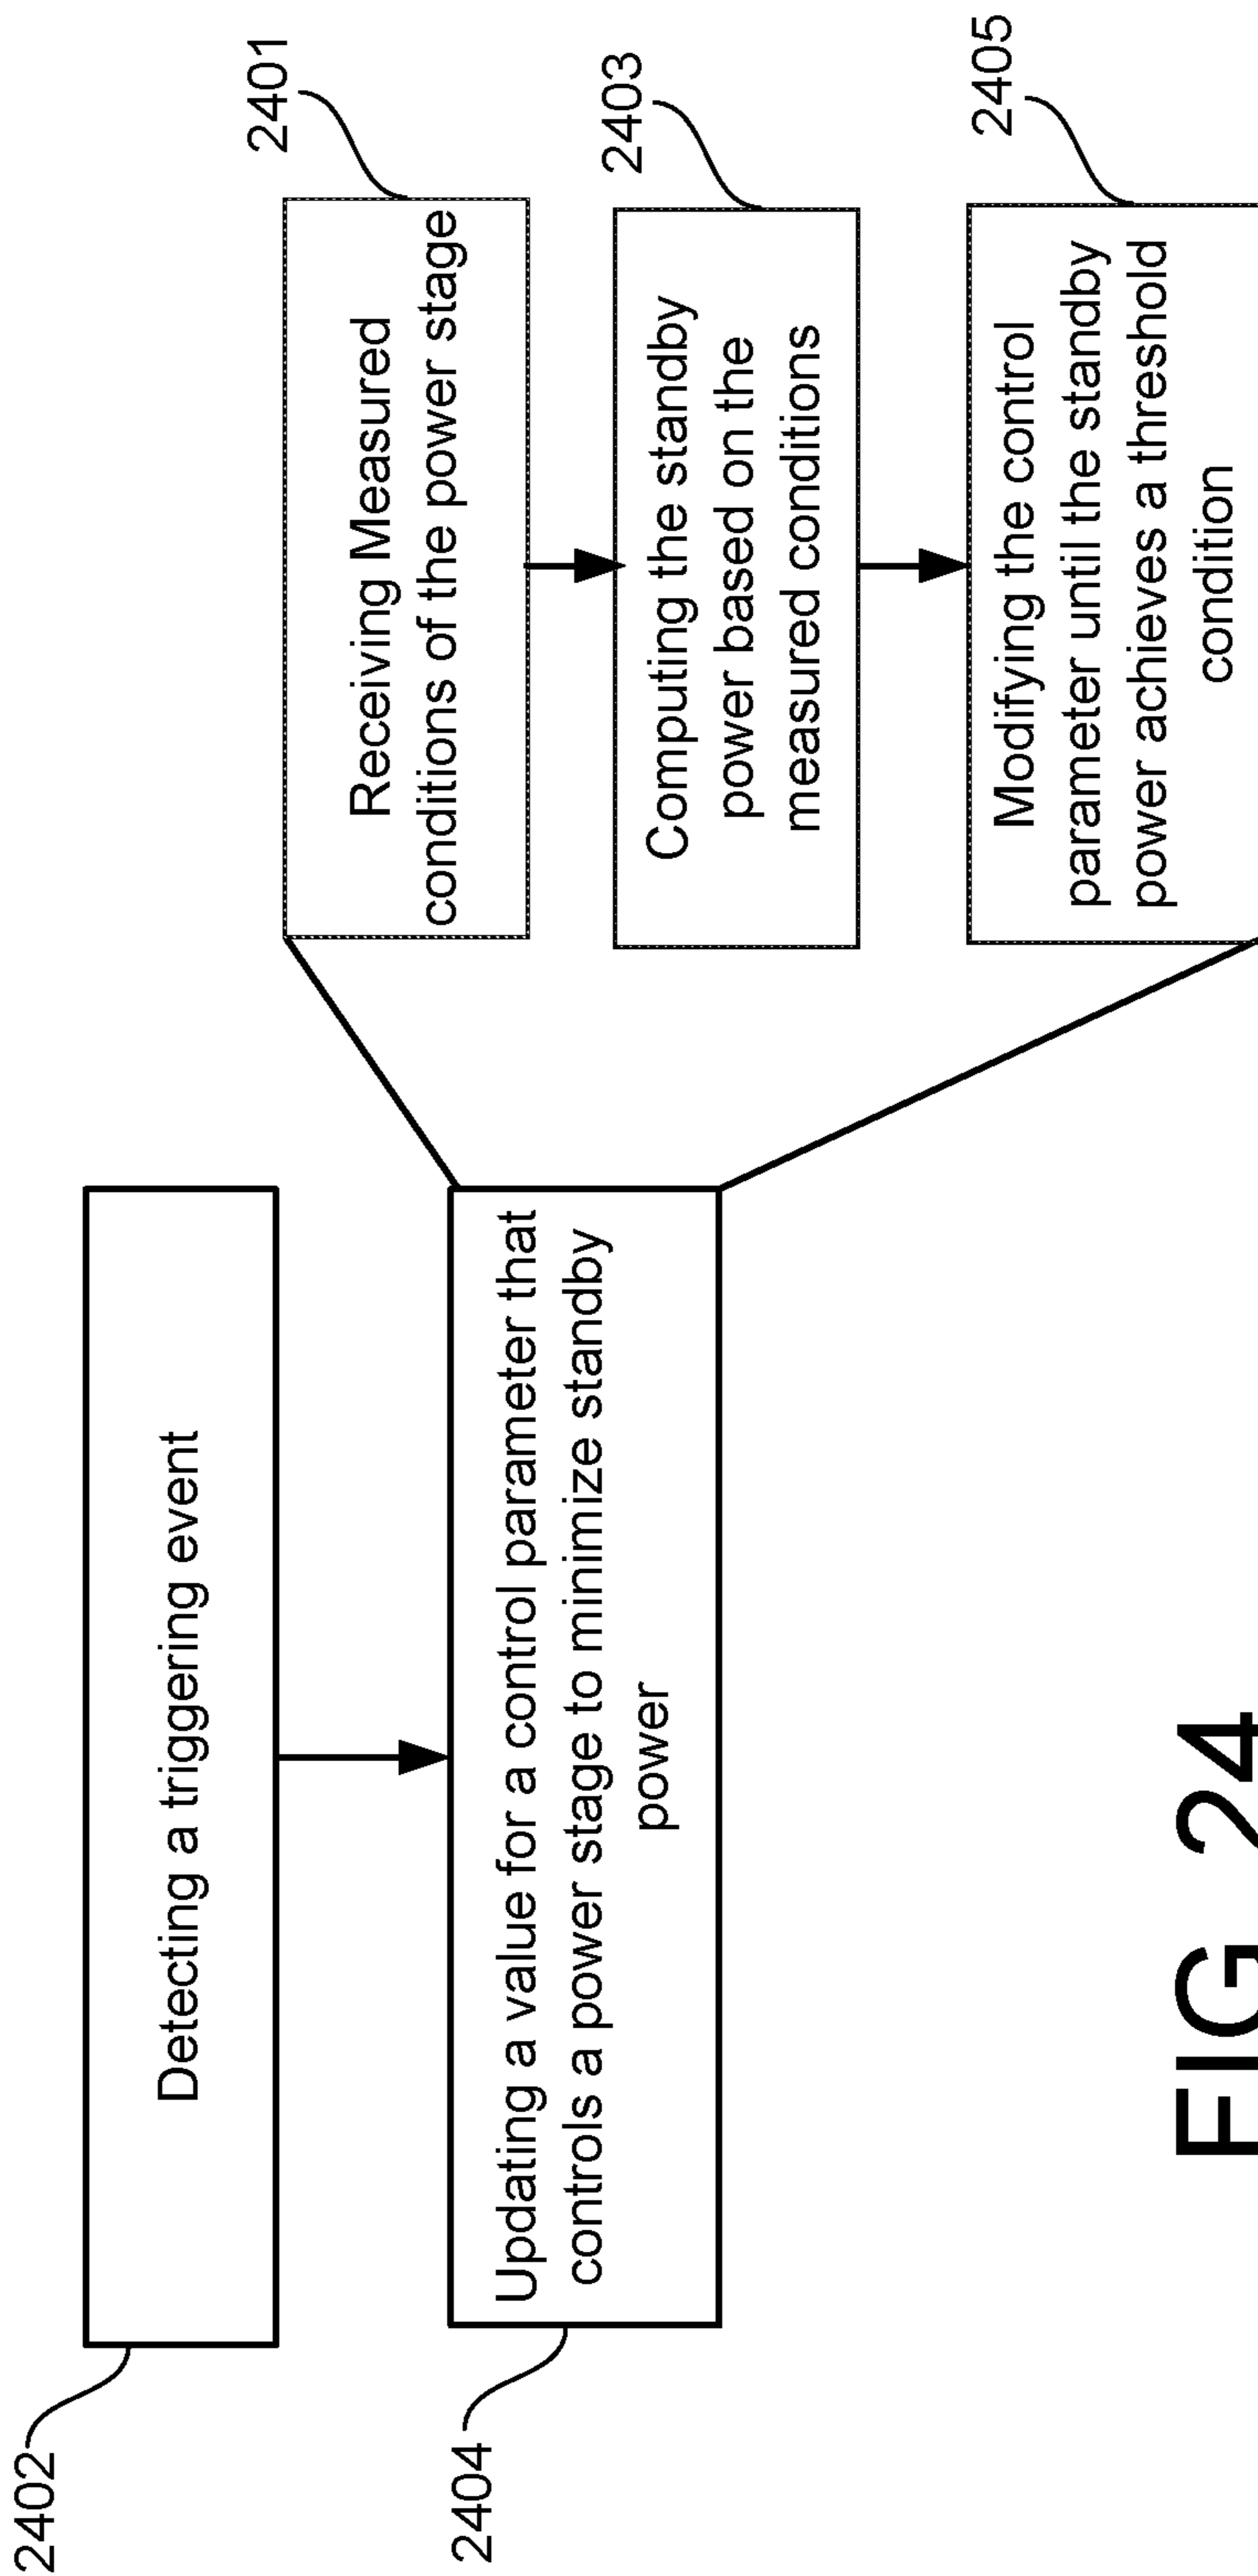 2402
Detecting a triggering event
2404
Updating a value for a control parameter that
controls a power stage to minimize standby
power
2401
Receiving Measured
conditions of the power stage
2403
Computing the standby
power based on the
measured conditions
2405
Modifying the control
parameter until the standby
power achieves a threshold
condition
FIG 24